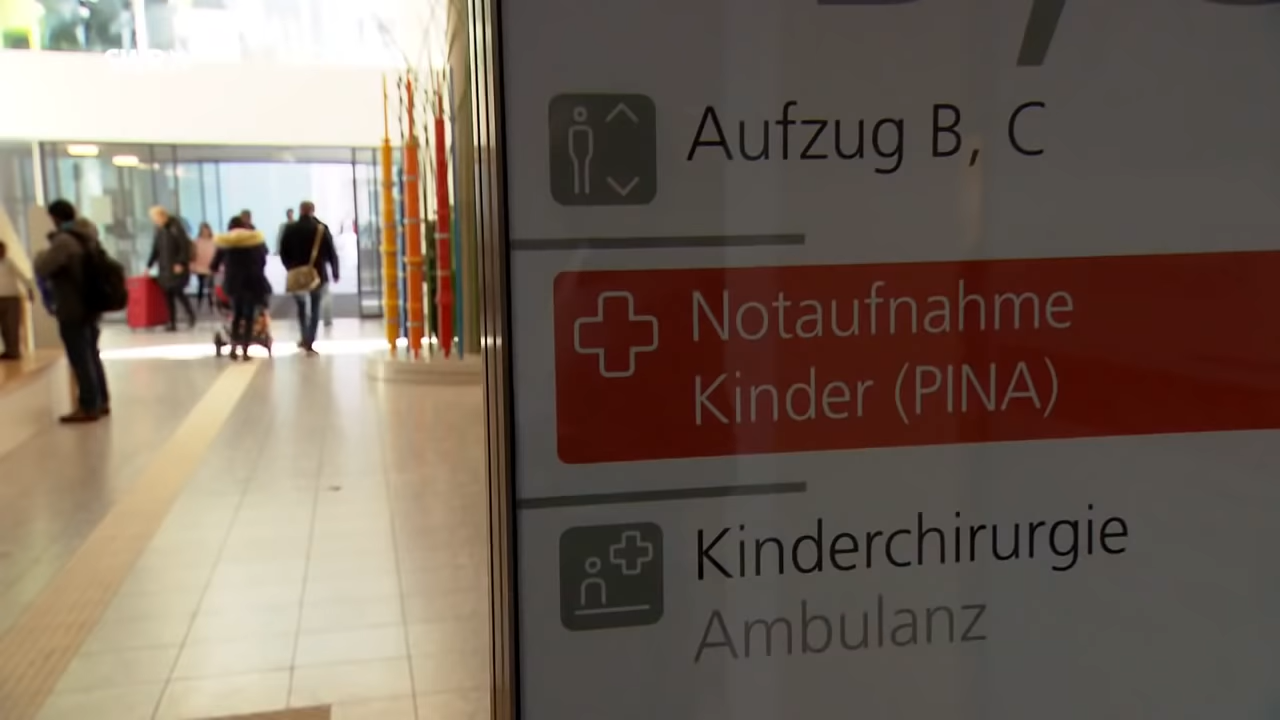 Aufzug B, C
Notaufnahme
Kinder (PINA)
Kinderchirurgie
Ambulanz